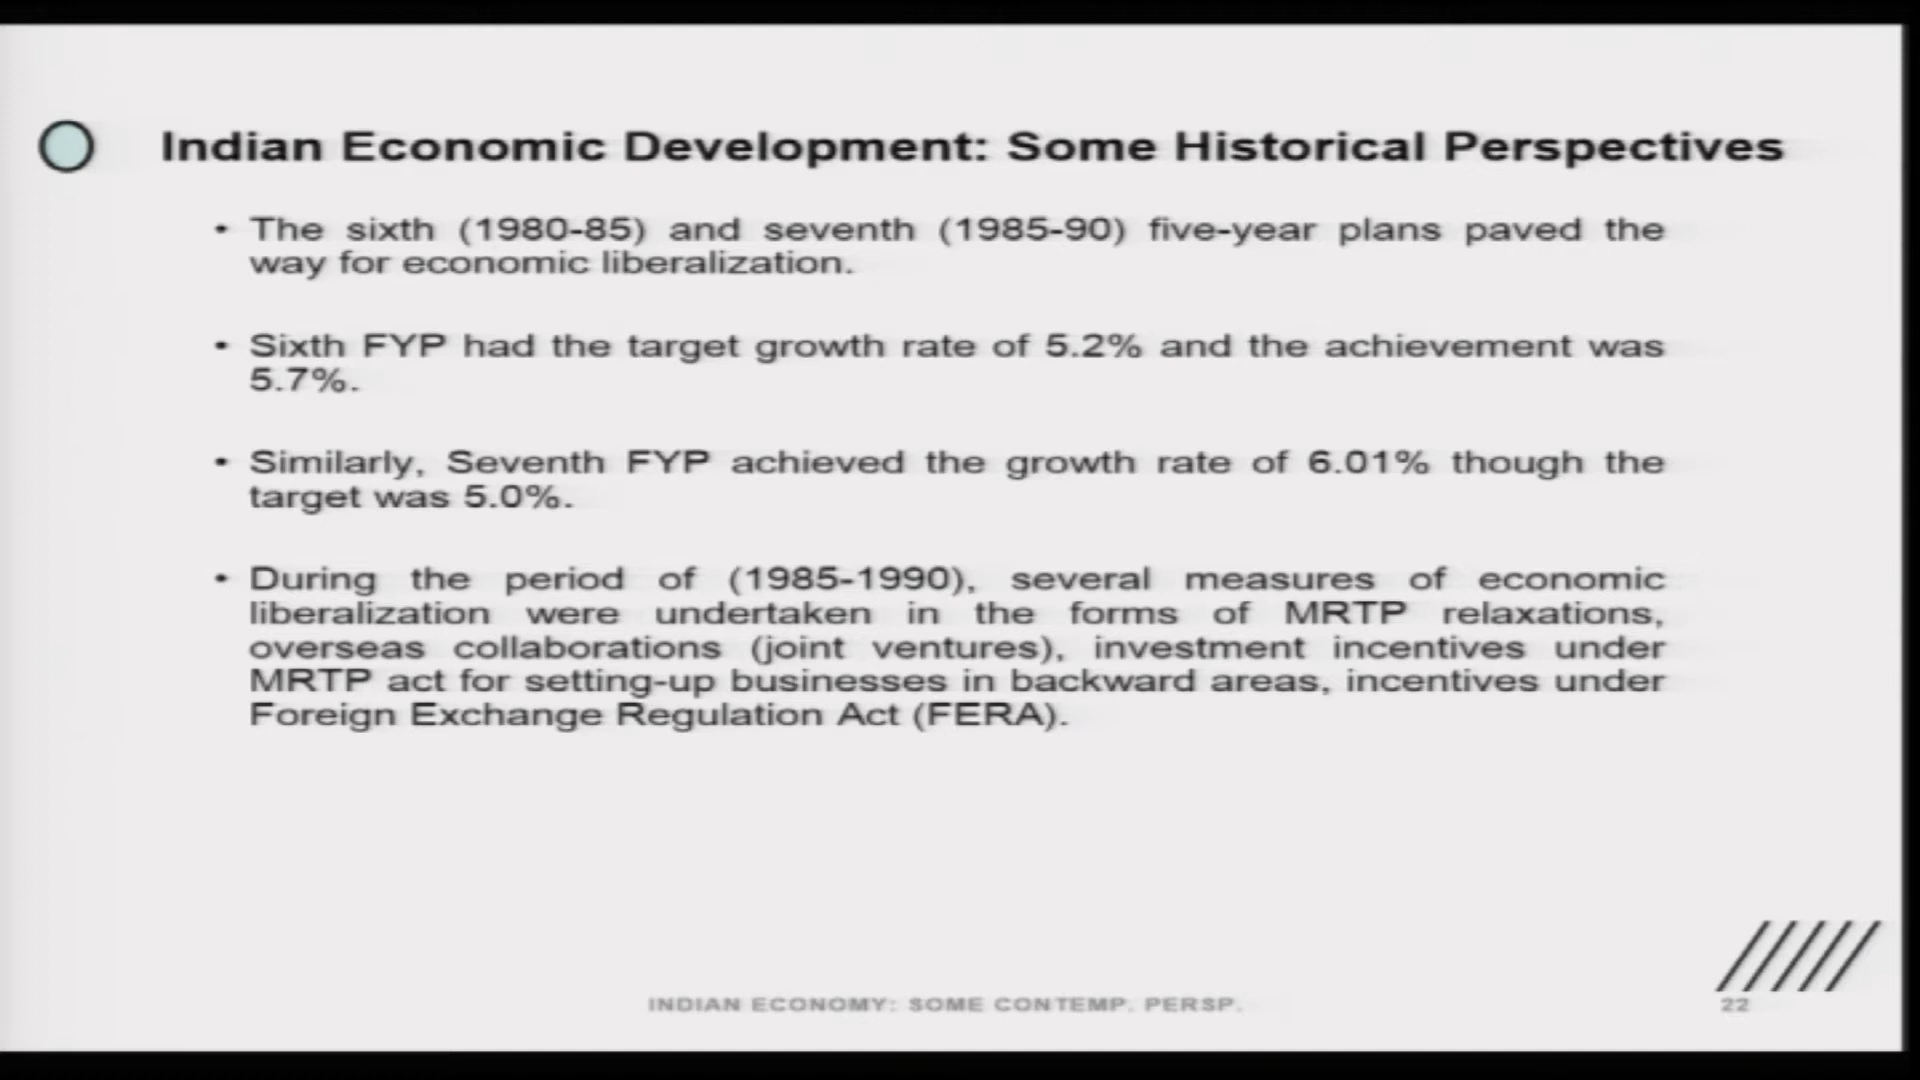 Indian Economic Development: Some Historical Perspectives
• The sixth (1980-85) and seventh (1985-90) five-year plans paved the
way for economic liberalization.
• Sixth FYP had the target growth rate of 5.2% and the achievement was
5.7%.
• Similarly, Seventh FYP achieved the growth rate of 6.01% though the
target was 5.0%.
• During the period of (1985-1990), several measures of economic
liberalization were undertaken in the forms of MRTP relaxations,
overseas collaborations (joint ventures), investment incentives under
MRTP act for setting-up businesses in backward areas, incentives under
Foreign Exchange Regulation Act (FERA).
INDIAN ECONOMY: SOME CONTEMP. PERSP.
22